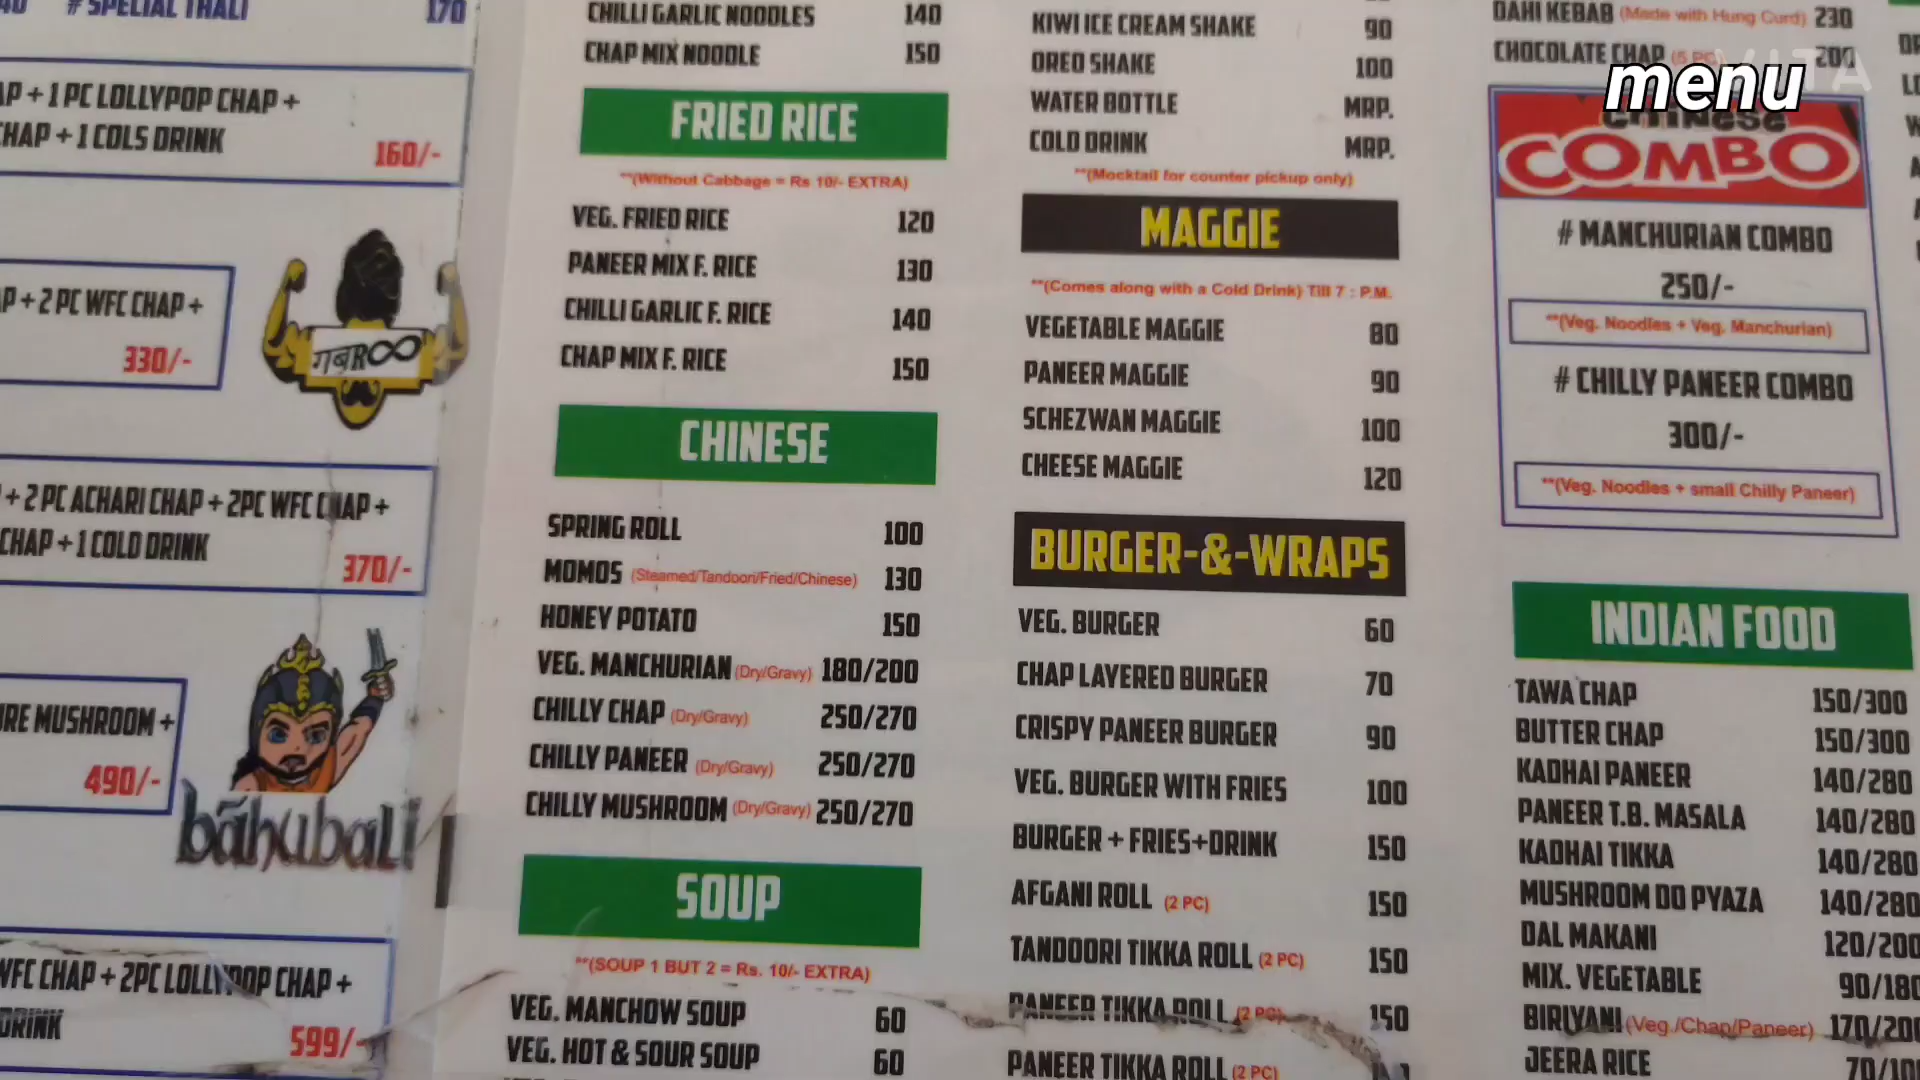 # SPECIAL THALI 170
+ 1 PC LOLLYPOP CHAP +
CHAP + 1 COLS DRINK
160/-
+ 2 PC WFC CHAP +
330/-
गबR
+ 2 PC ACHARI CHAP + 2PC WFC CHAP +
CHAP + 1 COLD DRINK
370/-
MUSHROOM +
490/-
bāhubali
WFC CHAP + 2PC LOLLYPOP CHAP +
DRINK
599/-
CHILLI GARLIC NOODLES 140
CHAP MIX NOODLE 150
FRIED RICE
**(Without Cabbage = Rs 10/- EXTRA)
VEG. FRIED RICE 120
PANEER MIX F. RICE 130
CHILLI GARLIC F. RICE 140
CHAP MIX F. RICE 150
CHINESE
SPRING ROLL 100
MOMOS (Steamed/Tandoori/Fried/Chinese) 130
HONEY POTATO 150
VEG. MANCHURIAN (Dry/Gravy) 180/200
CHILLY CHAP (Dry/Gravy) 250/270
CHILLY PANEER (Dry/Gravy) 250/270
CHILLY MUSHROOM (Dry/Gravy) 250/270
SOUP
**(SOUP 1 BUT 2 = Rs. 10/- EXTRA)
VEG. MANCHOW SOUP 60
VEG. HOT & SOUR SOUP 60
KIWI ICE CREAM SHAKE 90
OREO SHAKE 100
WATER BOTTLE MRP.
COLD DRINK MRP.
**(Mocktail for counter pickup only)
MAGGIE
**(Comes along with a Cold Drink) Till 7 : P.M.
VEGETABLE MAGGIE 80
PANEER MAGGIE 90
SCHEZWAN MAGGIE 100
CHEESE MAGGIE 120
BURGER-&-WRAPS
VEG. BURGER 60
CHAP LAYERED BURGER 70
CRISPY PANEER BURGER 90
VEG. BURGER WITH FRIES 100
BURGER + FRIES+DRINK 150
AFGANI ROLL (2 PC) 150
TANDOORI TIKKA ROLL (2 PC) 150
PANEER TIKKA ROLL (2 PC) 150
PANEER TIKKA ROLL (2 PC)
DAHI KEBAB (Made with Hung Curd) 230
CHOCOLATE CHAP (5 PC) 200
VITA
menu
CHINESE
COMBO
# MANCHURIAN COMBO
250/-
**(Veg. Noodles + Veg. Manchurian)
# CHILLY PANEER COMBO
300/-
**(Veg. Noodles + small Chilly Paneer)
INDIAN FOOD
TAWA CHAP 150/300
BUTTER CHAP 150/300
KADHAI PANEER 140/280
PANEER T.B. MASALA 140/280
KADHAI TIKKA 140/280
MUSHROOM DO PYAZA 140/280
DAL MAKANI 120/200
MIX. VEGETABLE 90/180
BIRIYANI (Veg./Chap/Paneer) 170/200
JEERA RICE